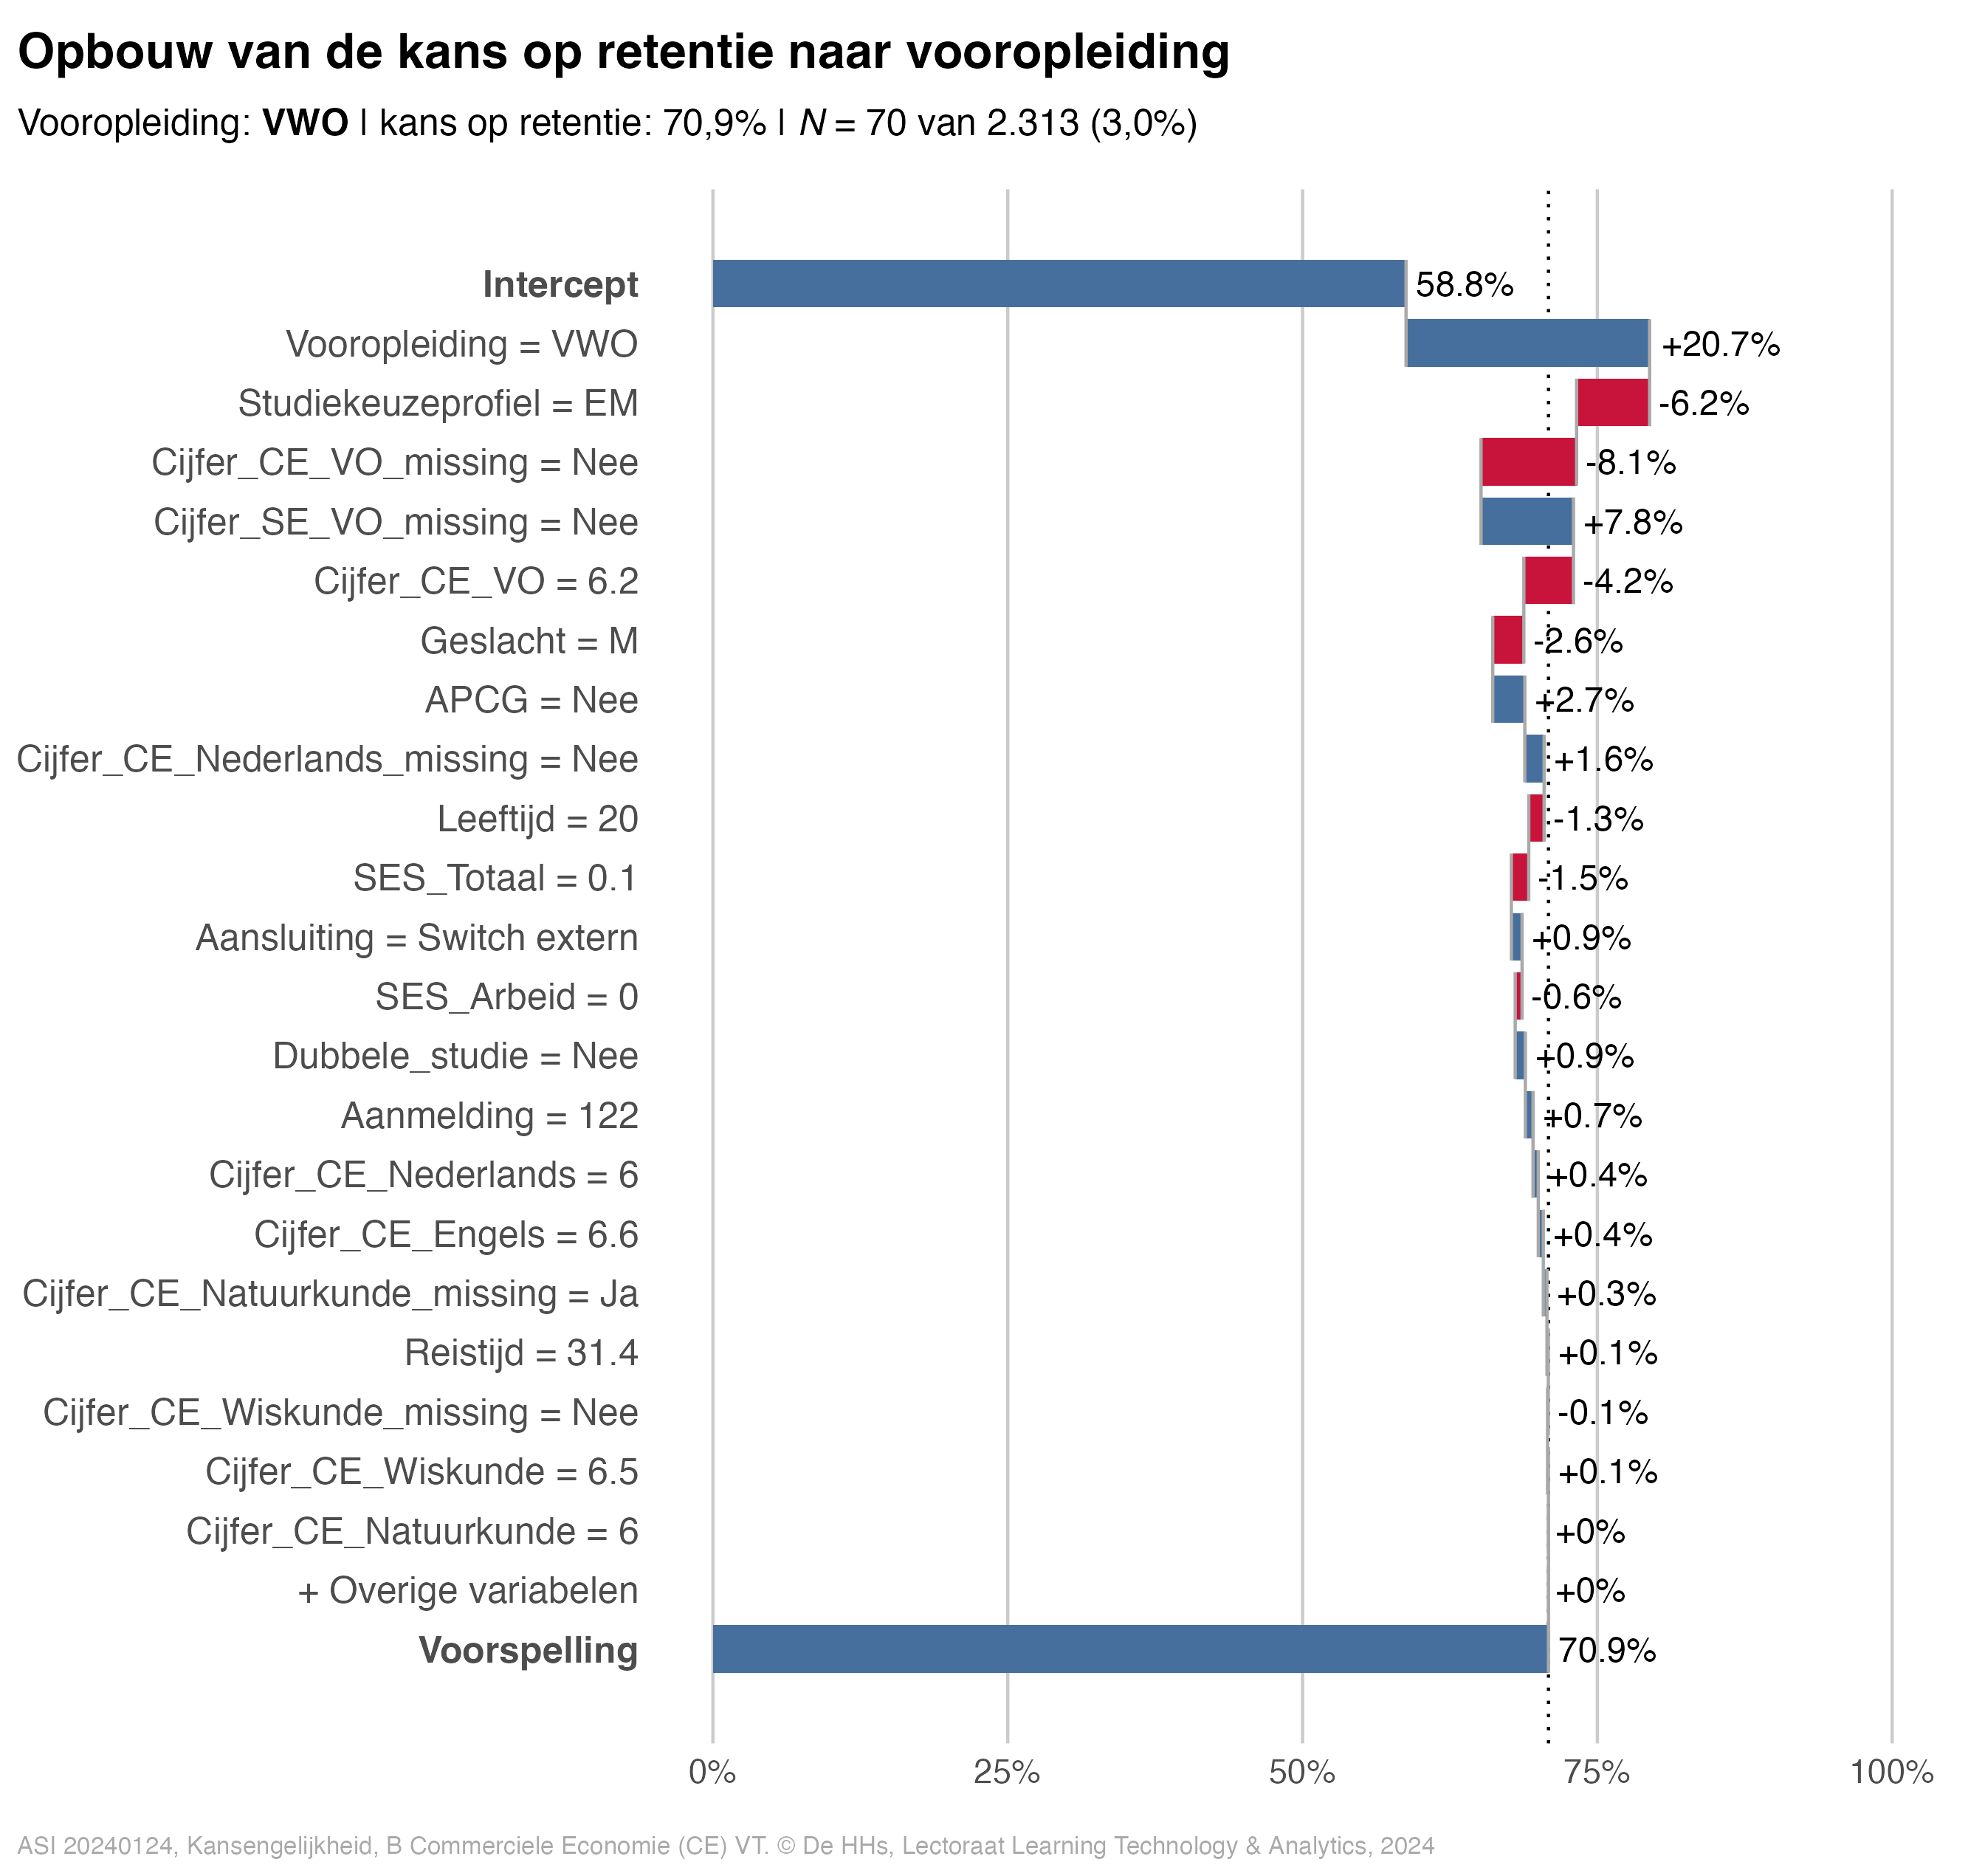 Opbouw van de kans op retentie naar vooropleiding
Vooropleiding: VWO | kans op retentie: 70,9% | N = 70 van 2.313 (3,0%)
Intercept 58.8%
Vooropleiding = VWO +20.7%
Studiekeuzeprofiel = EM -6.2%
Cijfer_CE_VO_missing = Nee -8.1%
Cijfer_SE_VO_missing = Nee +7.8%
Cijfer_CE_VO = 6.2 -4.2%
Geslacht = M -2.6%
APCG = Nee +2.7%
Cijfer_CE_Nederlands_missing = Nee +1.6%
Leeftijd = 20 -1.3%
SES_Totaal = 0.1 -1.5%
Aansluiting = Switch extern +0.9%
SES_Arbeid = 0 -0.6%
Dubbele_studie = Nee +0.9%
Aanmelding = 122 +0.7%
Cijfer_CE_Nederlands = 6 +0.4%
Cijfer_CE_Engels = 6.6 +0.4%
Cijfer_CE_Natuurkunde_missing = Ja +0.3%
Reistijd = 31.4 +0.1%
Cijfer_CE_Wiskunde_missing = Nee -0.1%
Cijfer_CE_Wiskunde = 6.5 +0.1%
Cijfer_CE_Natuurkunde = 6 +0%
+ Overige variabelen +0%
Voorspelling 70.9%
0% 25% 50% 75% 100%
ASI 20240124, Kansengelijkheid, B Commerciele Economie (CE) VT. © De HHs, Lectoraat Learning Technology & Analytics, 2024